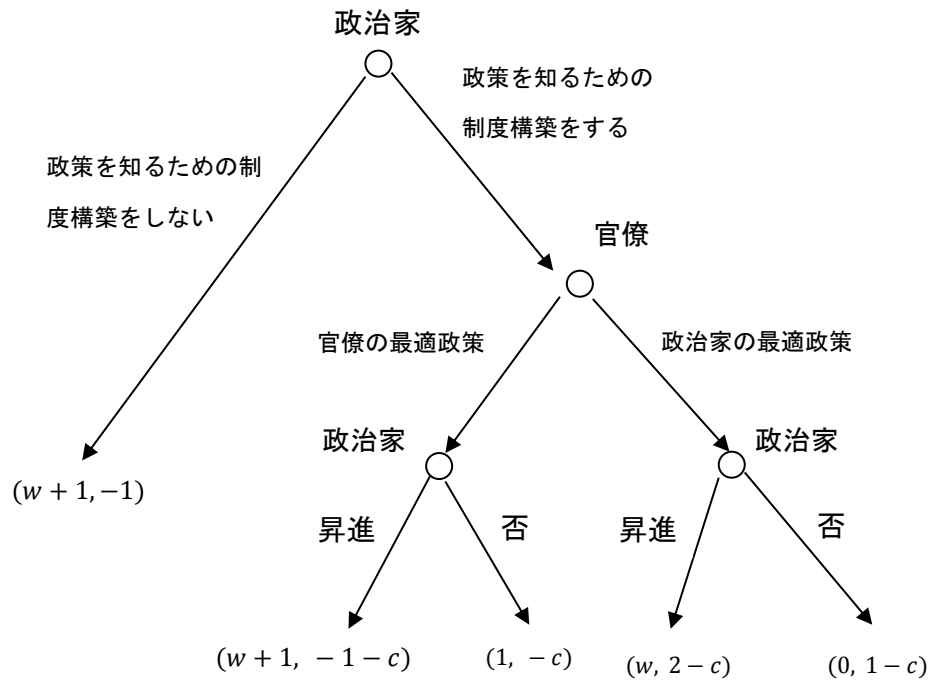 政治家
政策を知るための
制度構築をする
政策を知るための制
度構築をしない
官僚
官僚の最適政策
政治家の最適政策
政治家
政治家
(w + 1, −1)
昇進
否
昇進
否
(w + 1, − 1 − c)
(1, −c)
(w, 2 − c)
(0, 1 − c)